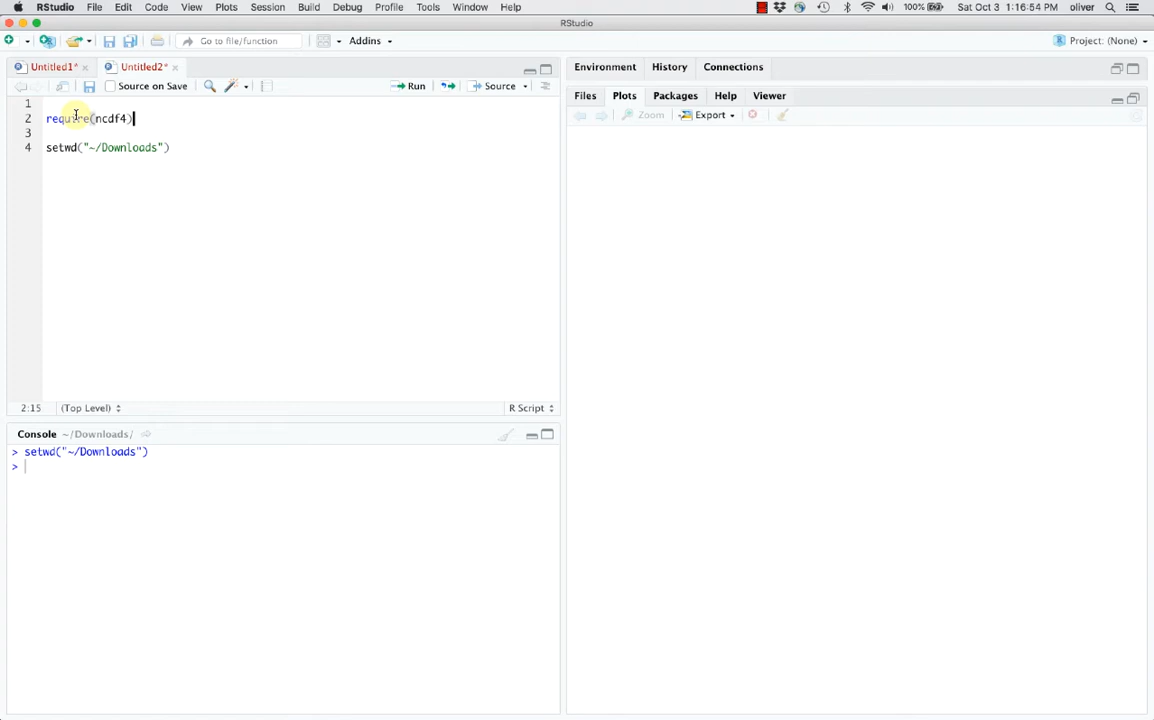 RStudio File Edit Code View Plots Session Build Debug Profile Tools Window Help 100% Sat Oct 3 1:16:54 PM oliver
RStudio
Go to file/function Addins Project: (None)
Untitled1* Untitled2* Environment History Connections
Source on Save Run Source
Files Plots Packages Help Viewer
Zoom Export
1
2 require(ncdf4)
3
4 setwd("~/Downloads")
2:15 (Top Level) R Script
Console ~/Downloads/
> setwd("~/Downloads")
>